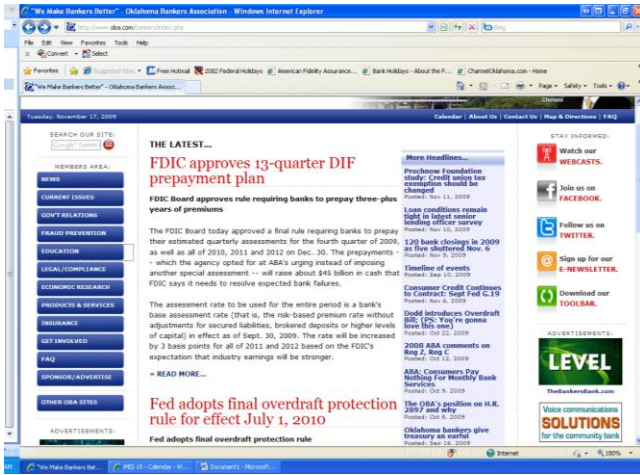 "We Make Bankers Better" - Oklahoma Bankers Association - Windows Internet Explorer
http://www.oba.com/bankers/index.php
bing
File Edit View Favorites Tools Help
x Convert Select
Favorites Suggested Sites Free Hotmail 2002 Federal Holidays American Fidelity Assurance... Bank Holidays - About the F... ChannelOklahoma.com - Home
"We Make Bankers Better" - Oklahoma Bankers Associ...
Page Safety Tools
Chelsea
Tuesday, November 17, 2009
Calendar | About Us | Contact Us | Map & Directions | FAQ
SEARCH OUR SITE:
Google
GO
MEMBERS AREA:
NEWS
CURRENT ISSUES
GOV'T RELATIONS
FRAUD PREVENTION
EDUCATION
LEGAL/COMPLIANCE
ECONOMIC RESEARCH
PRODUCTS & SERVICES
INSURANCE
GET INVOLVED
FAQ
SPONSOR/ADVERTISE
OTHER OBA SITES
ADVERTISEMENTS:
THE LATEST...
FDIC approves 13-quarter DIF
prepayment plan
FDIC Board approves rule requiring banks to prepay three-plus
years of premiums
The FDIC Board today approved a final rule requiring banks to prepay
their estimated quarterly assessments for the fourth quarter of 2009,
as well as all of 2010, 2011 and 2012 on Dec. 30. The prepayments -
- which the agency opted for at ABA's urging instead of imposing
another special assessment -- will raise about $45 billion in cash that
FDIC says it needs to resolve expected bank failures.
The assessment rate to be used for the entire period is a bank's
base assessment rate (that is, the risk-based premium rate without
adjustments for secured liabilities, brokered deposits or higher levels
of capital) in effect as of Sept. 30, 2009. The rate will be increased
by 3 basis points for all of 2011 and 2012 based on the FDIC's
expectation that industry earnings will be stronger.
» READ MORE...
Fed adopts final overdraft protection
rule for effect July 1, 2010
Fed adopts final overdraft protection rule
More Headlines...
Prochnow Foundation
study: Credit union tax
exemption should be
changed
Posted: Nov 11, 2009
Loan conditions remain
tight in latest senior
lending officer survey
Posted: Nov 10, 2009
120 bank closings in 2009
as five shuttered Nov. 6
Posted: Nov 9, 2009
Timeline of events
Posted: Sep 10, 2009
Consumer Credit Continues
to Contract: Sept Fed G.19
Posted: Nov 6, 2009
Dodd introduces Overdraft
Bill; (PS: You're gonna
love this one)
Posted: Oct 22, 2009
2008 ABA comments on
Reg Z, Reg C
Posted: Oct 12, 2009
ABA: Consumers Pay
Nothing For Monthly Bank
Services
Posted: Oct 9, 2009
The OBA's position on H.R.
2897 and why
Posted: Oct 8, 2009
Oklahoma bankers give
treasury an earful
Posted: Sep 18, 2009
STAY INFORMED:
Watch our
WEBCASTS.
Join us on
FACEBOOK.
Follow us on
TWITTER.
Sign up for our
E-NEWSLETTER.
Download our
TOOLBAR.
ADVERTISEMENTS:
LEVEL
TheBankersBank.com
Voice communications
SOLUTIONS
for the community bank
Internet
100%
AM
"We Make Bankers Bet...
- Calendar - W...
Document1 - Microsoft...